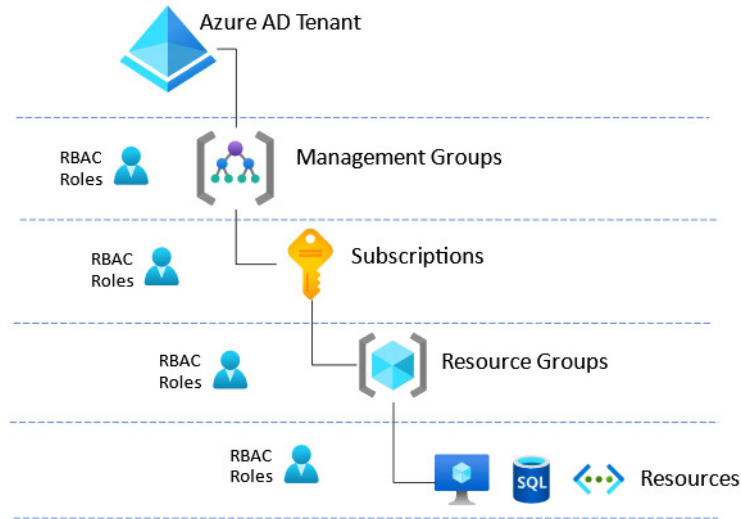 Azure AD Tenant
RBAC
Roles
Management Groups
RBAC
Roles
Subscriptions
RBAC
Roles
Resource Groups
RBAC
Roles
SQL
Resources